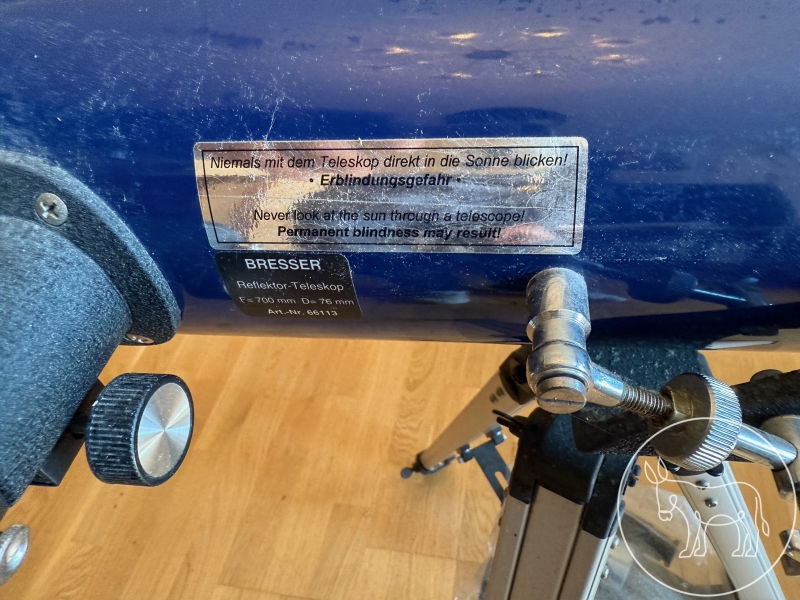 Niemals mit dem Teleskop direkt in die Sonne blicken!
• Erblindungsgefahr •
Never look at the sun through a telescope!
Permanent blindness may result!
BRESSER
Reflektor-Teleskop
F= 700 mm D= 76 mm
Art.-Nr. 66113